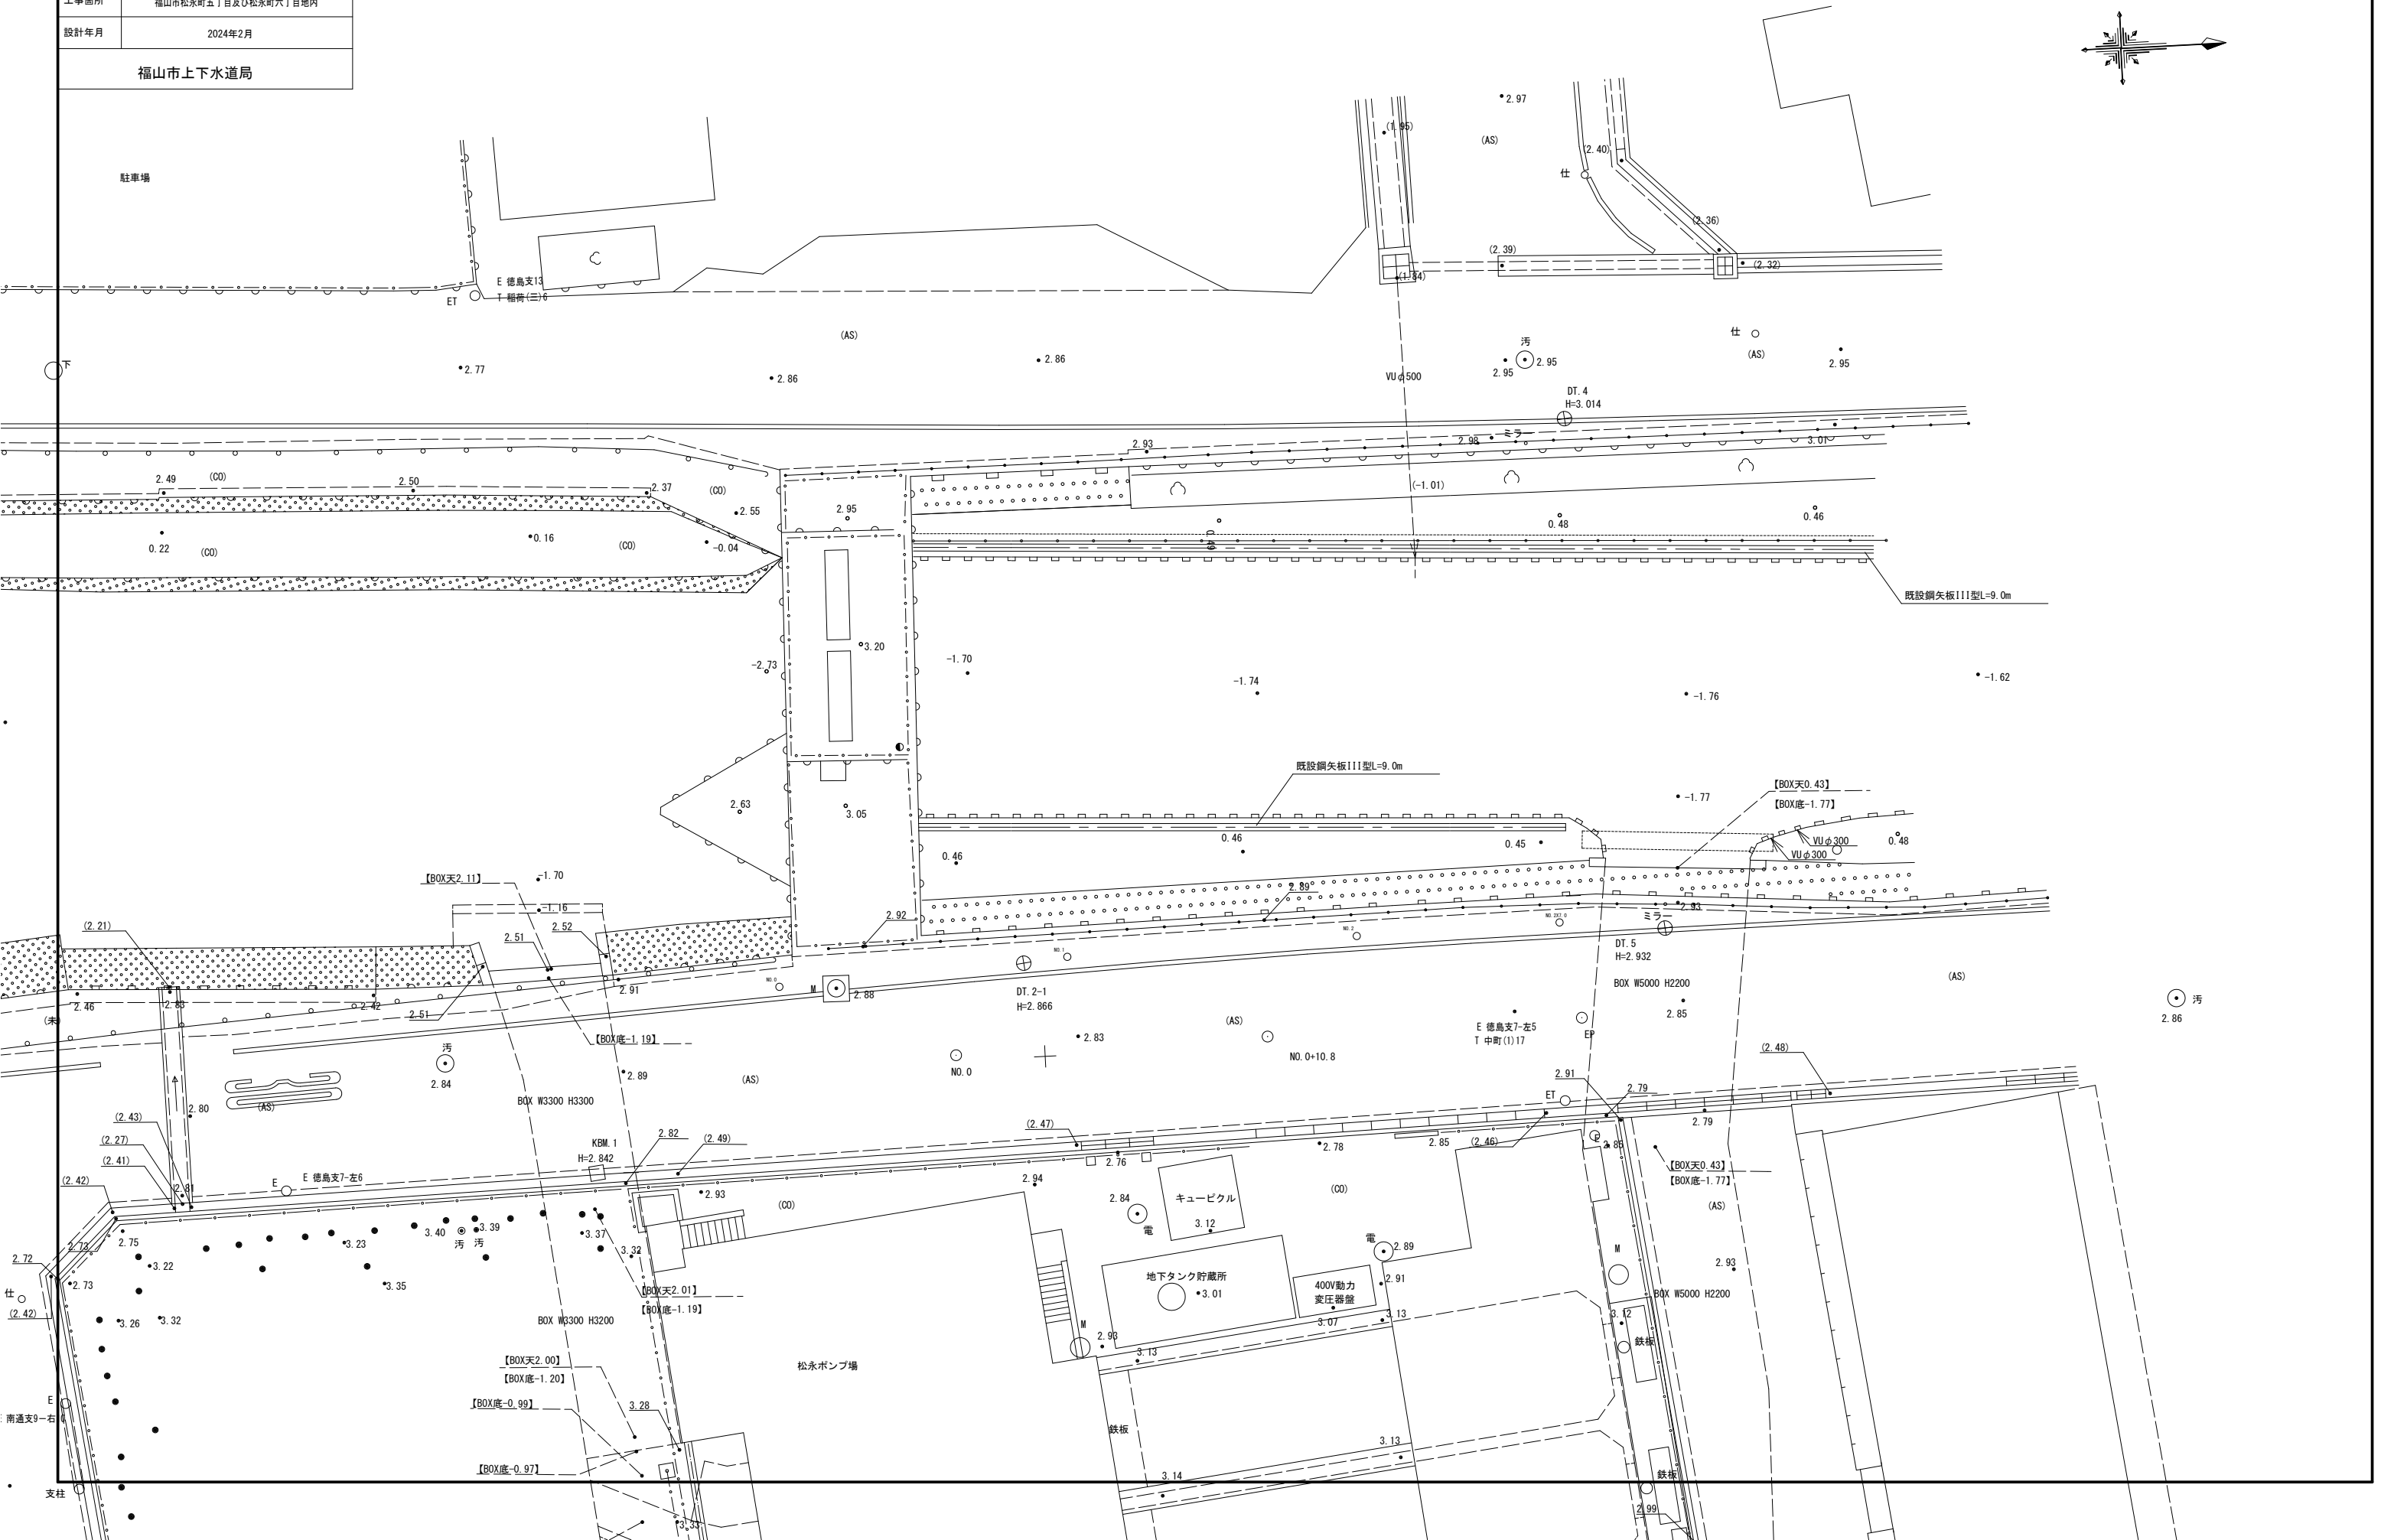 工事箇所
福山市松永町五丁目及び松永町六丁目地内
設計年月
2024年2月
福山市上下水道局
駐車場
2.97
(1.95)
(AS)
(2.40)
仕
(2.36)
(2.39)
(2.32)
(1.84)
E 徳島支13
T 稲荷(三)6
ET
(AS)
仕
(AS)
汚
2.95
2.95
2.95
下
2.77
2.86
2.86
VUφ500
DT.4
H=3.014
2.93
2.98
ミラー
3.01
2.49
(CO)
2.50
2.37
(CO)
2.55
2.95
(-1.01)
0.48
0.46
0.49
0.22
(CO)
0.16
(CO)
-0.04
既設鋼矢板III型L=9.0m
3.20
-2.73
-1.70
-1.74
-1.76
-1.62
既設鋼矢板III型L=9.0m
【BOX天0.43】
【BOX底-1.77】
-1.77
2.63
3.05
0.46
0.46
0.45
VUφ300
VUφ300
0.48
【BOX天2.11】
-1.70
-1.16
2.89
2.93
ミラー
(2.21)
2.51
2.52
2.92
NO.0
NO.1
NO.2
DT.5
H=2.932
2.46
2.83
2.42
2.51
2.91
M
2.88
DT.2-1
H=2.866
BOX W5000 H2200
(AS)
(未)
【BOX底-1.19】
汚
2.84
2.83
(AS)
E 徳島支7-左5
T 中町(1)17
EP
2.85
汚
2.86
NO.0
NO.0+10.8
(2.48)
2.89
(AS)
2.80
(AS)
BOX W3300 H3300
2.91
2.79
ET
(2.43)
(2.27)
(2.41)
(2.42)
2.81
KBM.1
H=2.842
2.82
(2.49)
(2.47)
2.76
2.78
2.85
(2.46)
2.85
2.79
E
E 徳島支7-左6
E
【BOX天0.43】
【BOX底-1.77】
2.93
(CO)
2.94
2.84
電
キュービクル
3.12
(CO)
(AS)
2.73
2.75
2.72
2.73
3.22
3.23
3.40
3.39
汚
汚
3.37
3.32
3.35
仕
(2.42)
3.26
3.32
【BOX天2.01】
【BOX底-1.19】
電
2.89
M
2.93
地下タンク貯蔵所
3.01
400V動力
変圧器盤
3.07
2.91
3.13
BOX W5000 H2200
3.12
鉄板
BOX W3300 H3200
M
2.93
3.13
松永ポンプ場
【BOX天2.00】
【BOX底-1.20】
【BOX底-0.99】
3.28
E
南通支9-右
鉄板
3.13
【BOX底-0.97】
3.14
鉄板
支柱
3.33
2.99